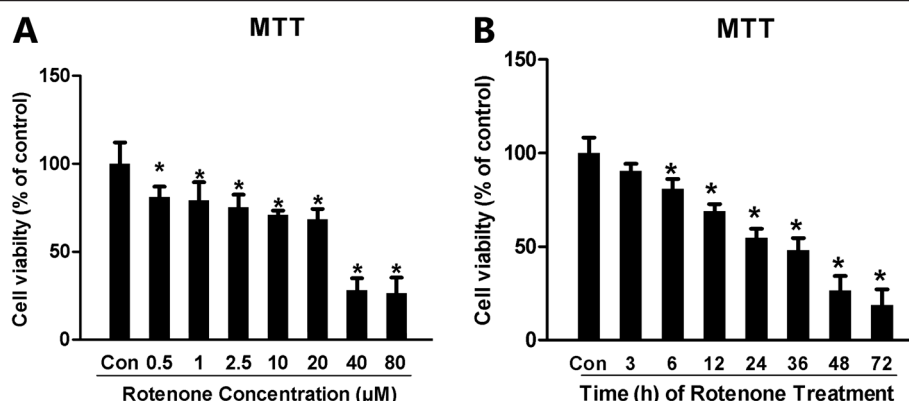 A
MTT
Cell viabilty (% of control)
150
100
50
0
*
*
*
*
*
*
*
Con 0.5 1 2.5 10 20 40 80
Rotenone Concentration (μM)
B
MTT
Cell viability (% of control)
150
100
50
0
*
*
*
*
*
*
Con 3 6 12 24 36 48 72
Time (h) of Rotenone Treatment